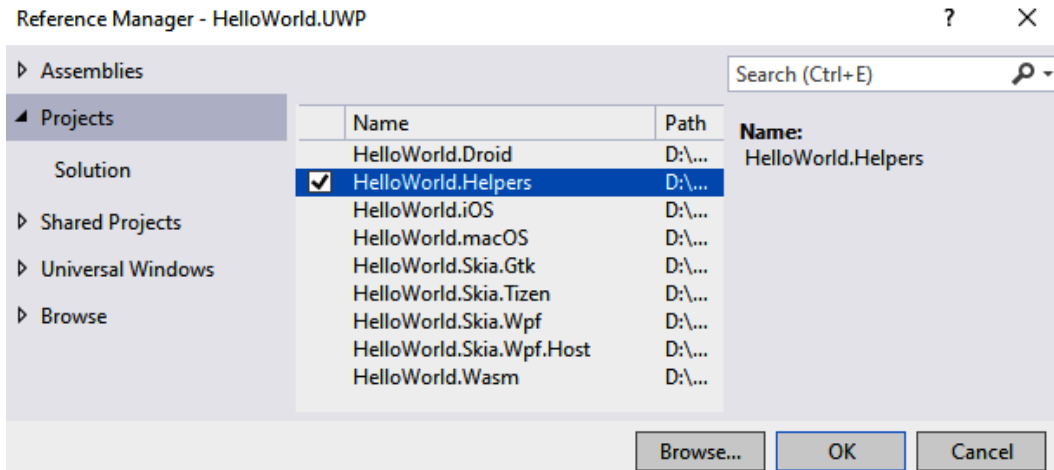 Reference Manager - HelloWorld.UWP ? ×
Assemblies
Projects
Solution
Shared Projects
Universal Windows
Browse
Name Path
HelloWorld.Droid D:\...
HelloWorld.Helpers D:\...
HelloWorld.iOS D:\...
HelloWorld.macOS D:\...
HelloWorld.Skia.Gtk D:\...
HelloWorld.Skia.Tizen D:\...
HelloWorld.Skia.Wpf D:\...
HelloWorld.Skia.Wpf.Host D:\...
HelloWorld.Wasm D:\...
Search (Ctrl+E)
Name:
HelloWorld.Helpers
Browse... OK Cancel